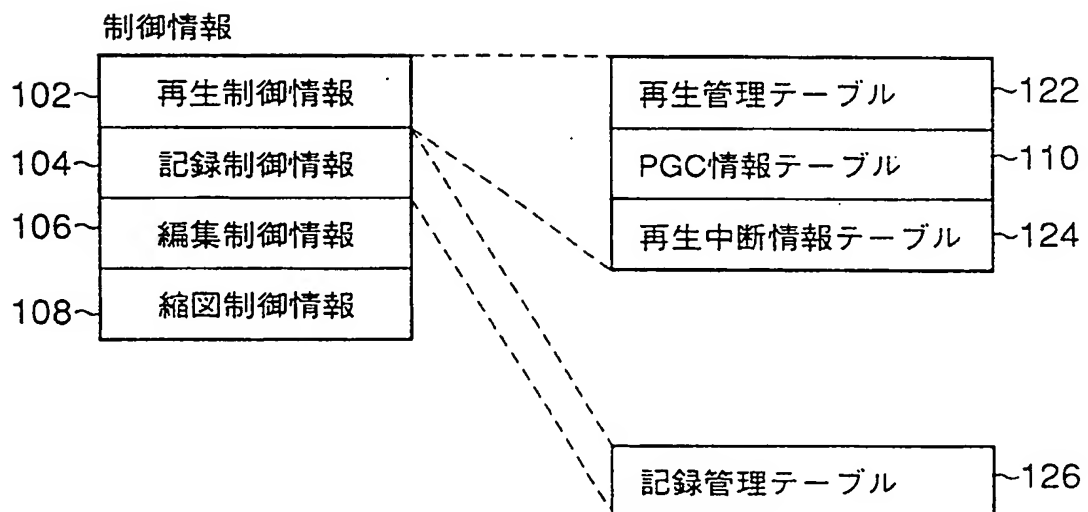 制御情報
102~ 再生制御情報
104~ 記録制御情報
106~ 編集制御情報
108~ 縮図制御情報
再生管理テーブル ~122
PGC情報テーブル ~110
再生中断情報テーブル ~124
記録管理テーブル ~126